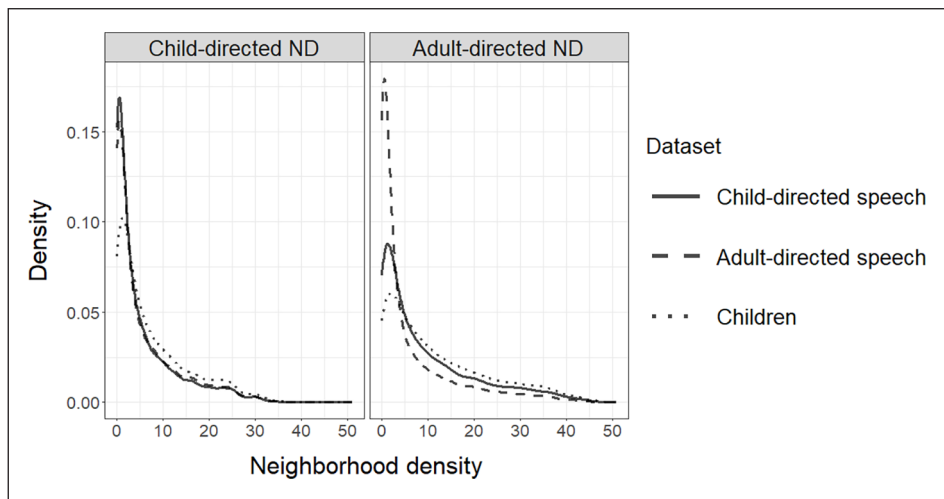 Child-directed ND
Adult-directed ND
Density
0.15
0.10
0.05
0.00
0 10 20 30 40 50
0 10 20 30 40 50
Neighborhood density
Dataset
Child-directed speech
Adult-directed speech
Children